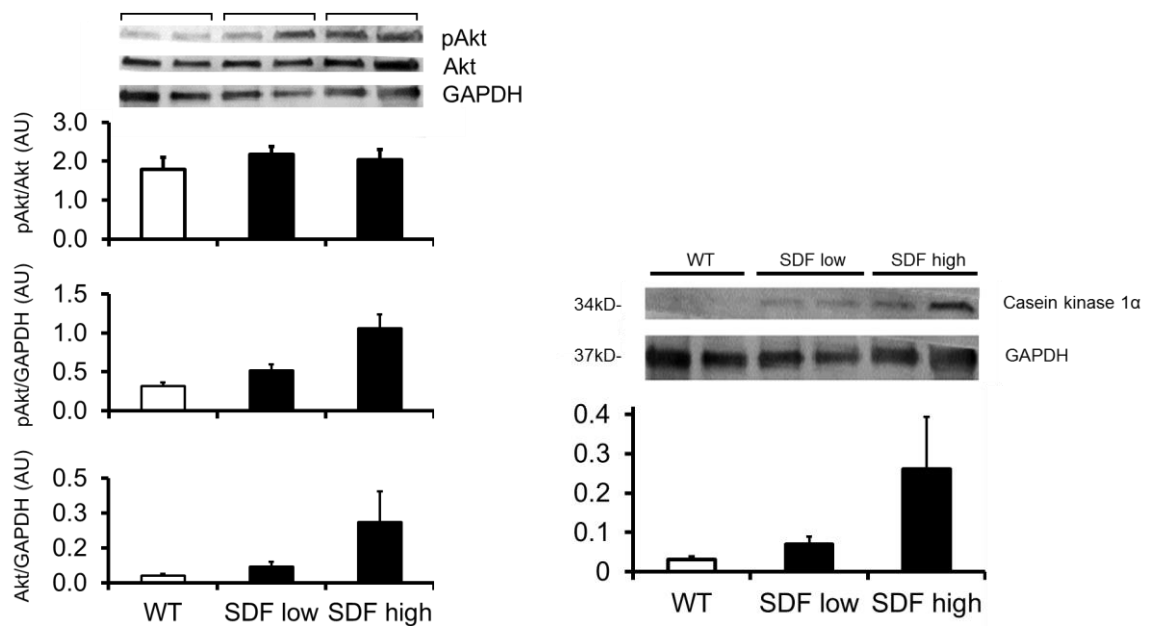 pAkt
Akt
GAPDH
pAkt/Akt (AU)
3.0
2.0
1.0
0.0
pAkt/GAPDH (AU)
1.5
1.0
0.5
0.0
Akt/GAPDH (AU)
0.5
0.3
0.2
0.0
WT SDF low SDF high
WT SDF low SDF high
34kD- Casein kinase 1α
37kD- GAPDH
0.4
0.3
0.2
0.1
0
WT SDF low SDF high